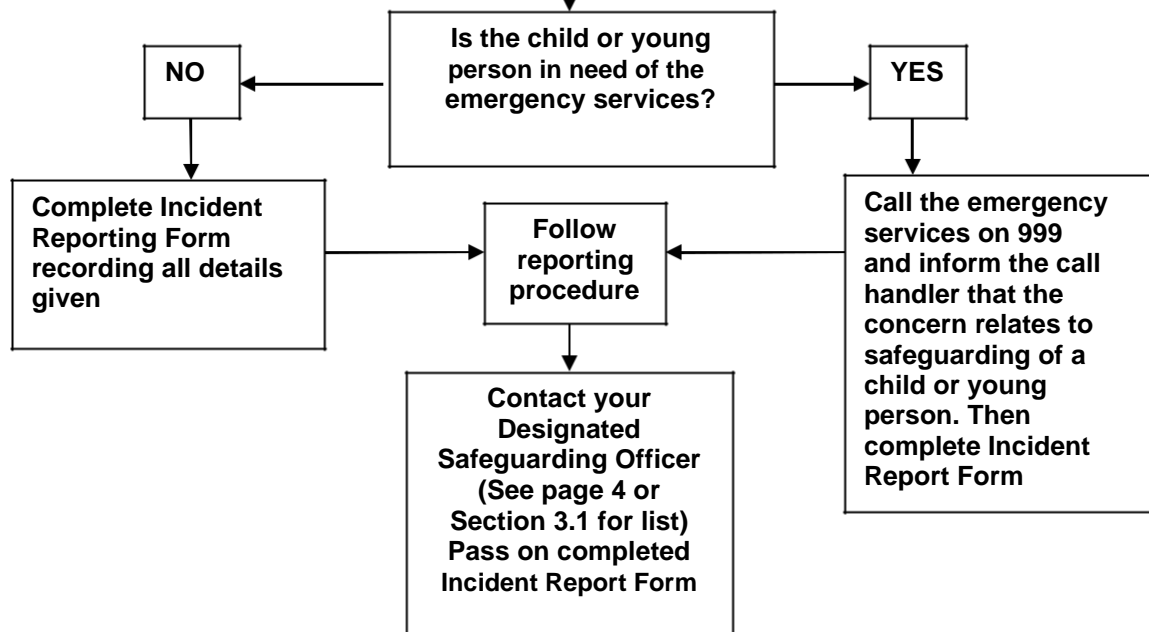 Is the child or young
person in need of the
emergency services?
NO
YES
Complete Incident
Reporting Form
recording all details
given
Follow
reporting
procedure
Call the emergency
services on 999
and inform the call
handler that the
concern relates to
safeguarding of a
child or young
person. Then
complete Incident
Report Form
Contact your
Designated
Safeguarding Officer
(See page 4 or
Section 3.1 for list)
Pass on completed
Incident Report Form